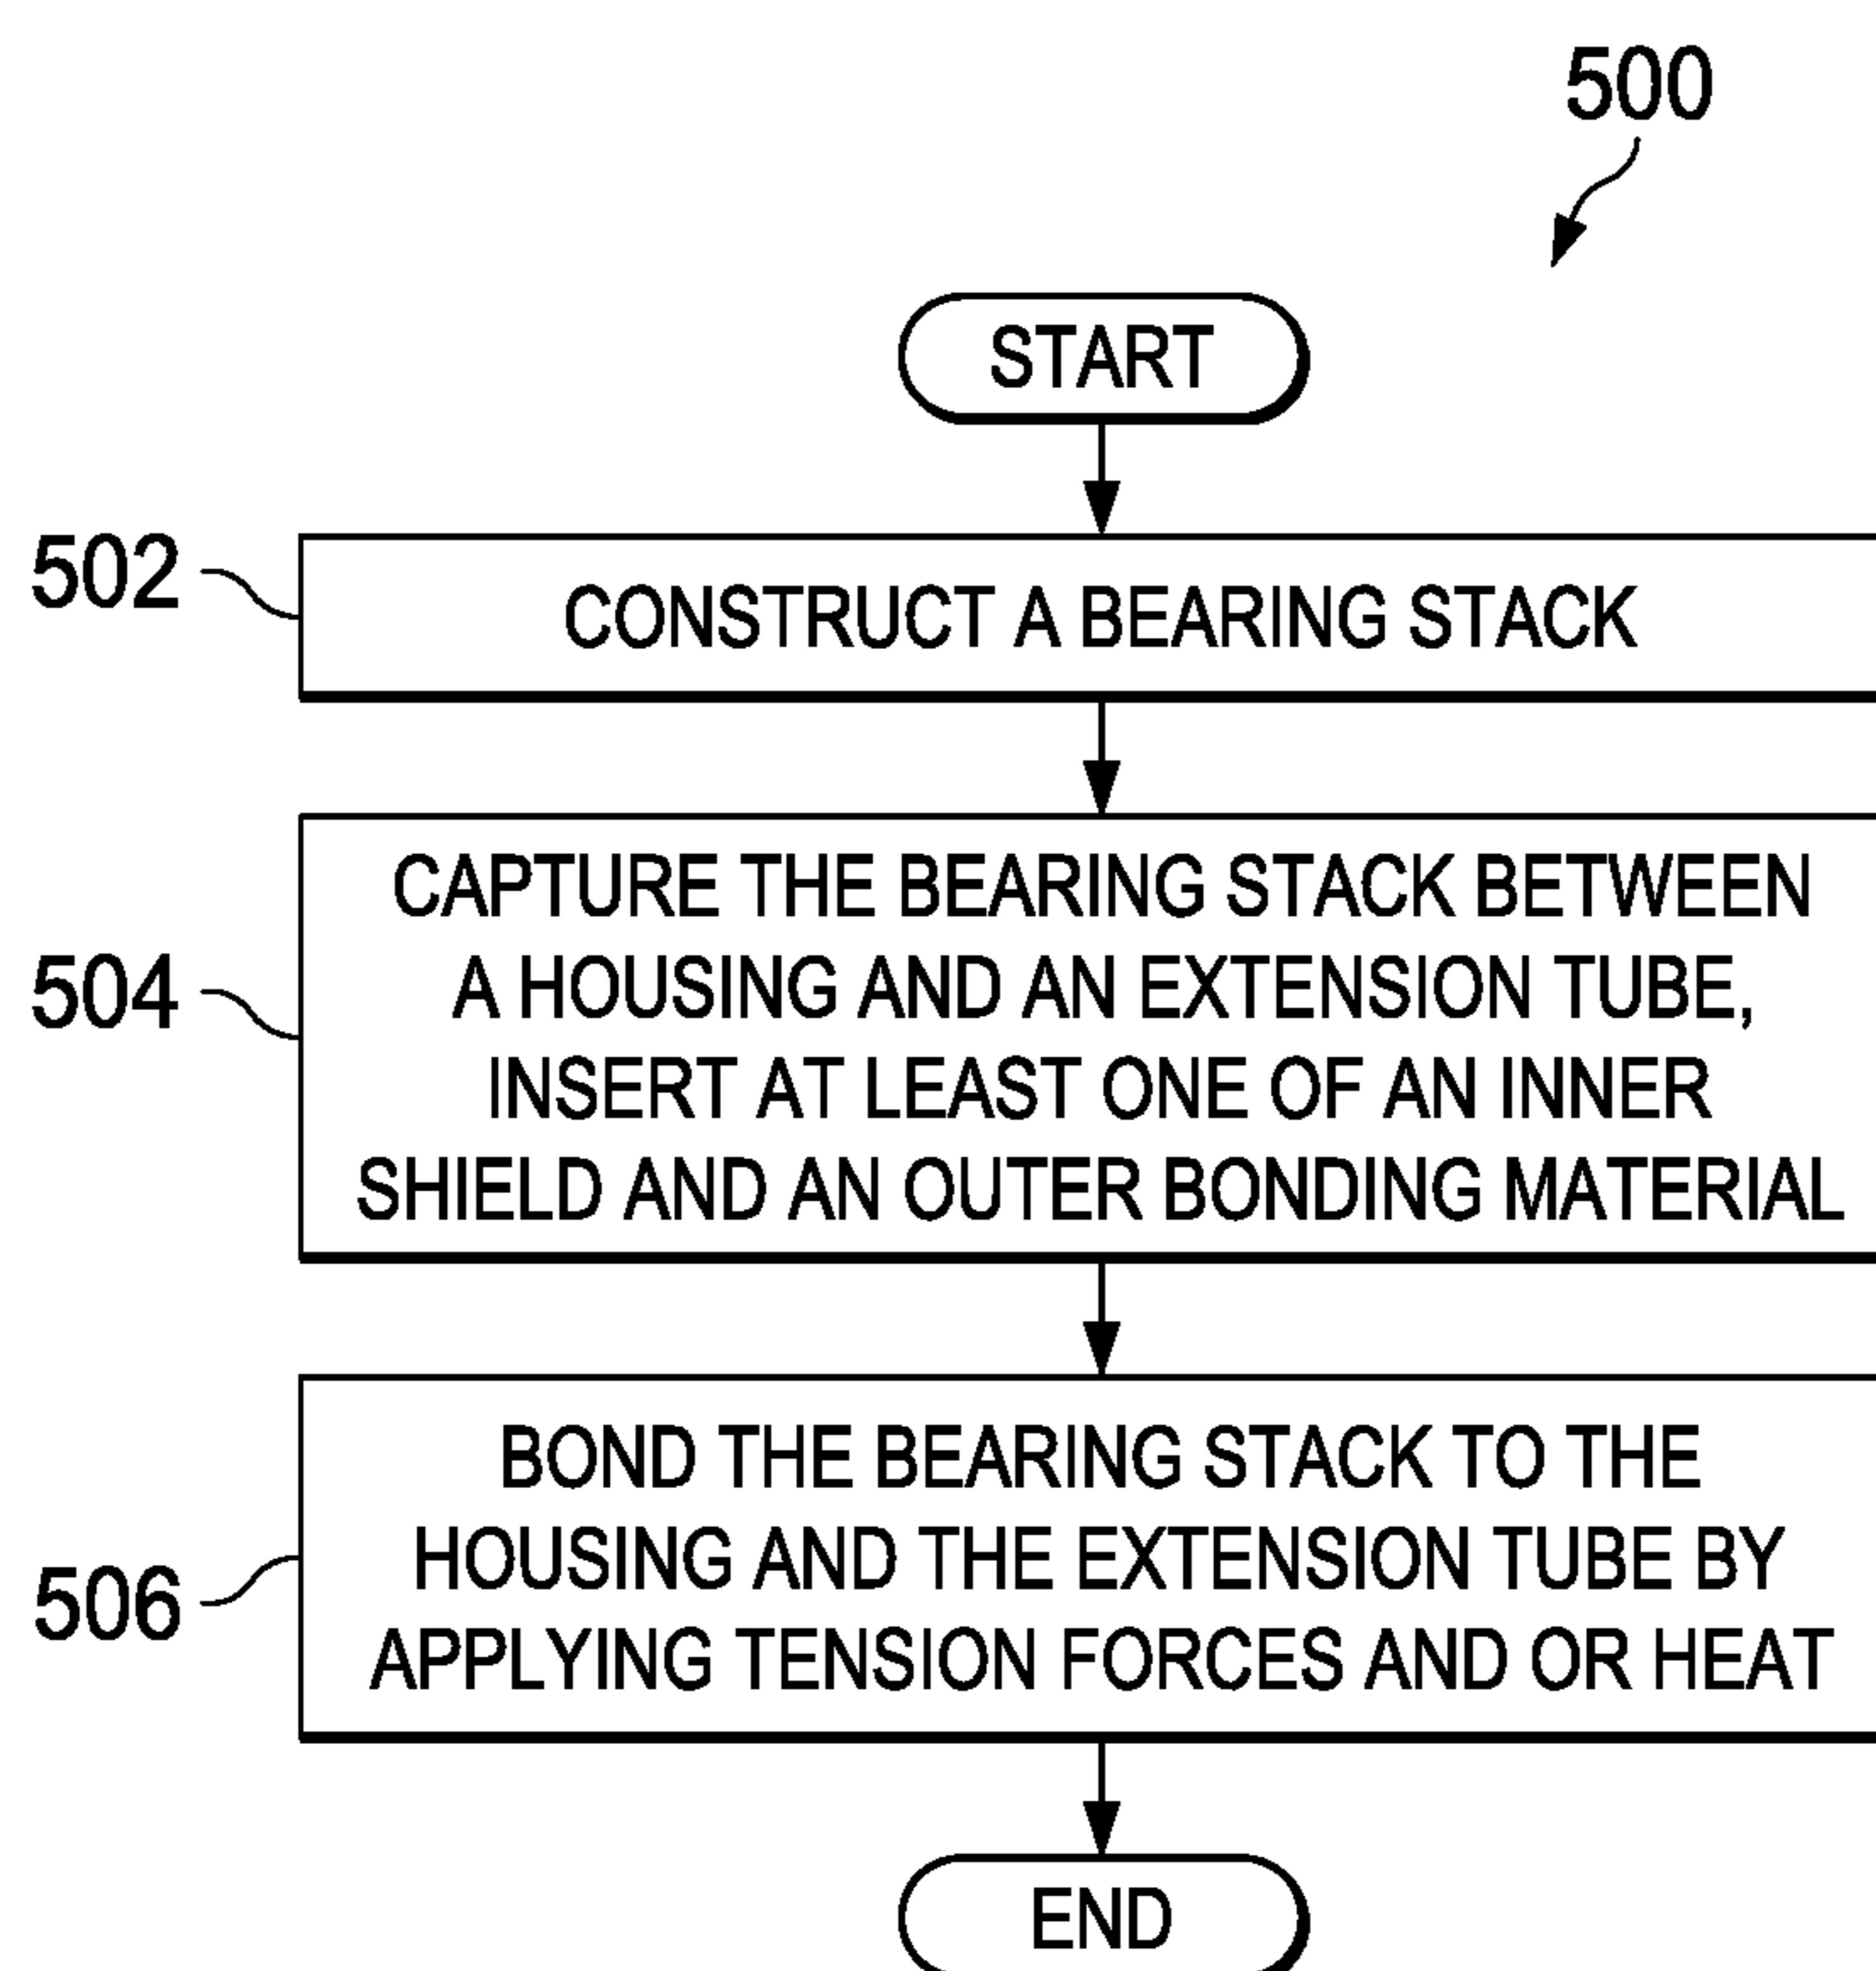 500
START
502
CONSTRUCT A BEARING STACK
CAPTURE THE BEARING STACK BETWEEN
A HOUSING AND AN EXTENSION TUBE,
504
INSERT AT LEAST ONE OF AN INNER
SHIELD AND AN OUTER BONDING MATERIAL
BOND THE BEARING STACK TO THE
HOUSING AND THE EXTENSION TUBE BY
506
APPLYING TENSION FORCES AND OR HEAT
END